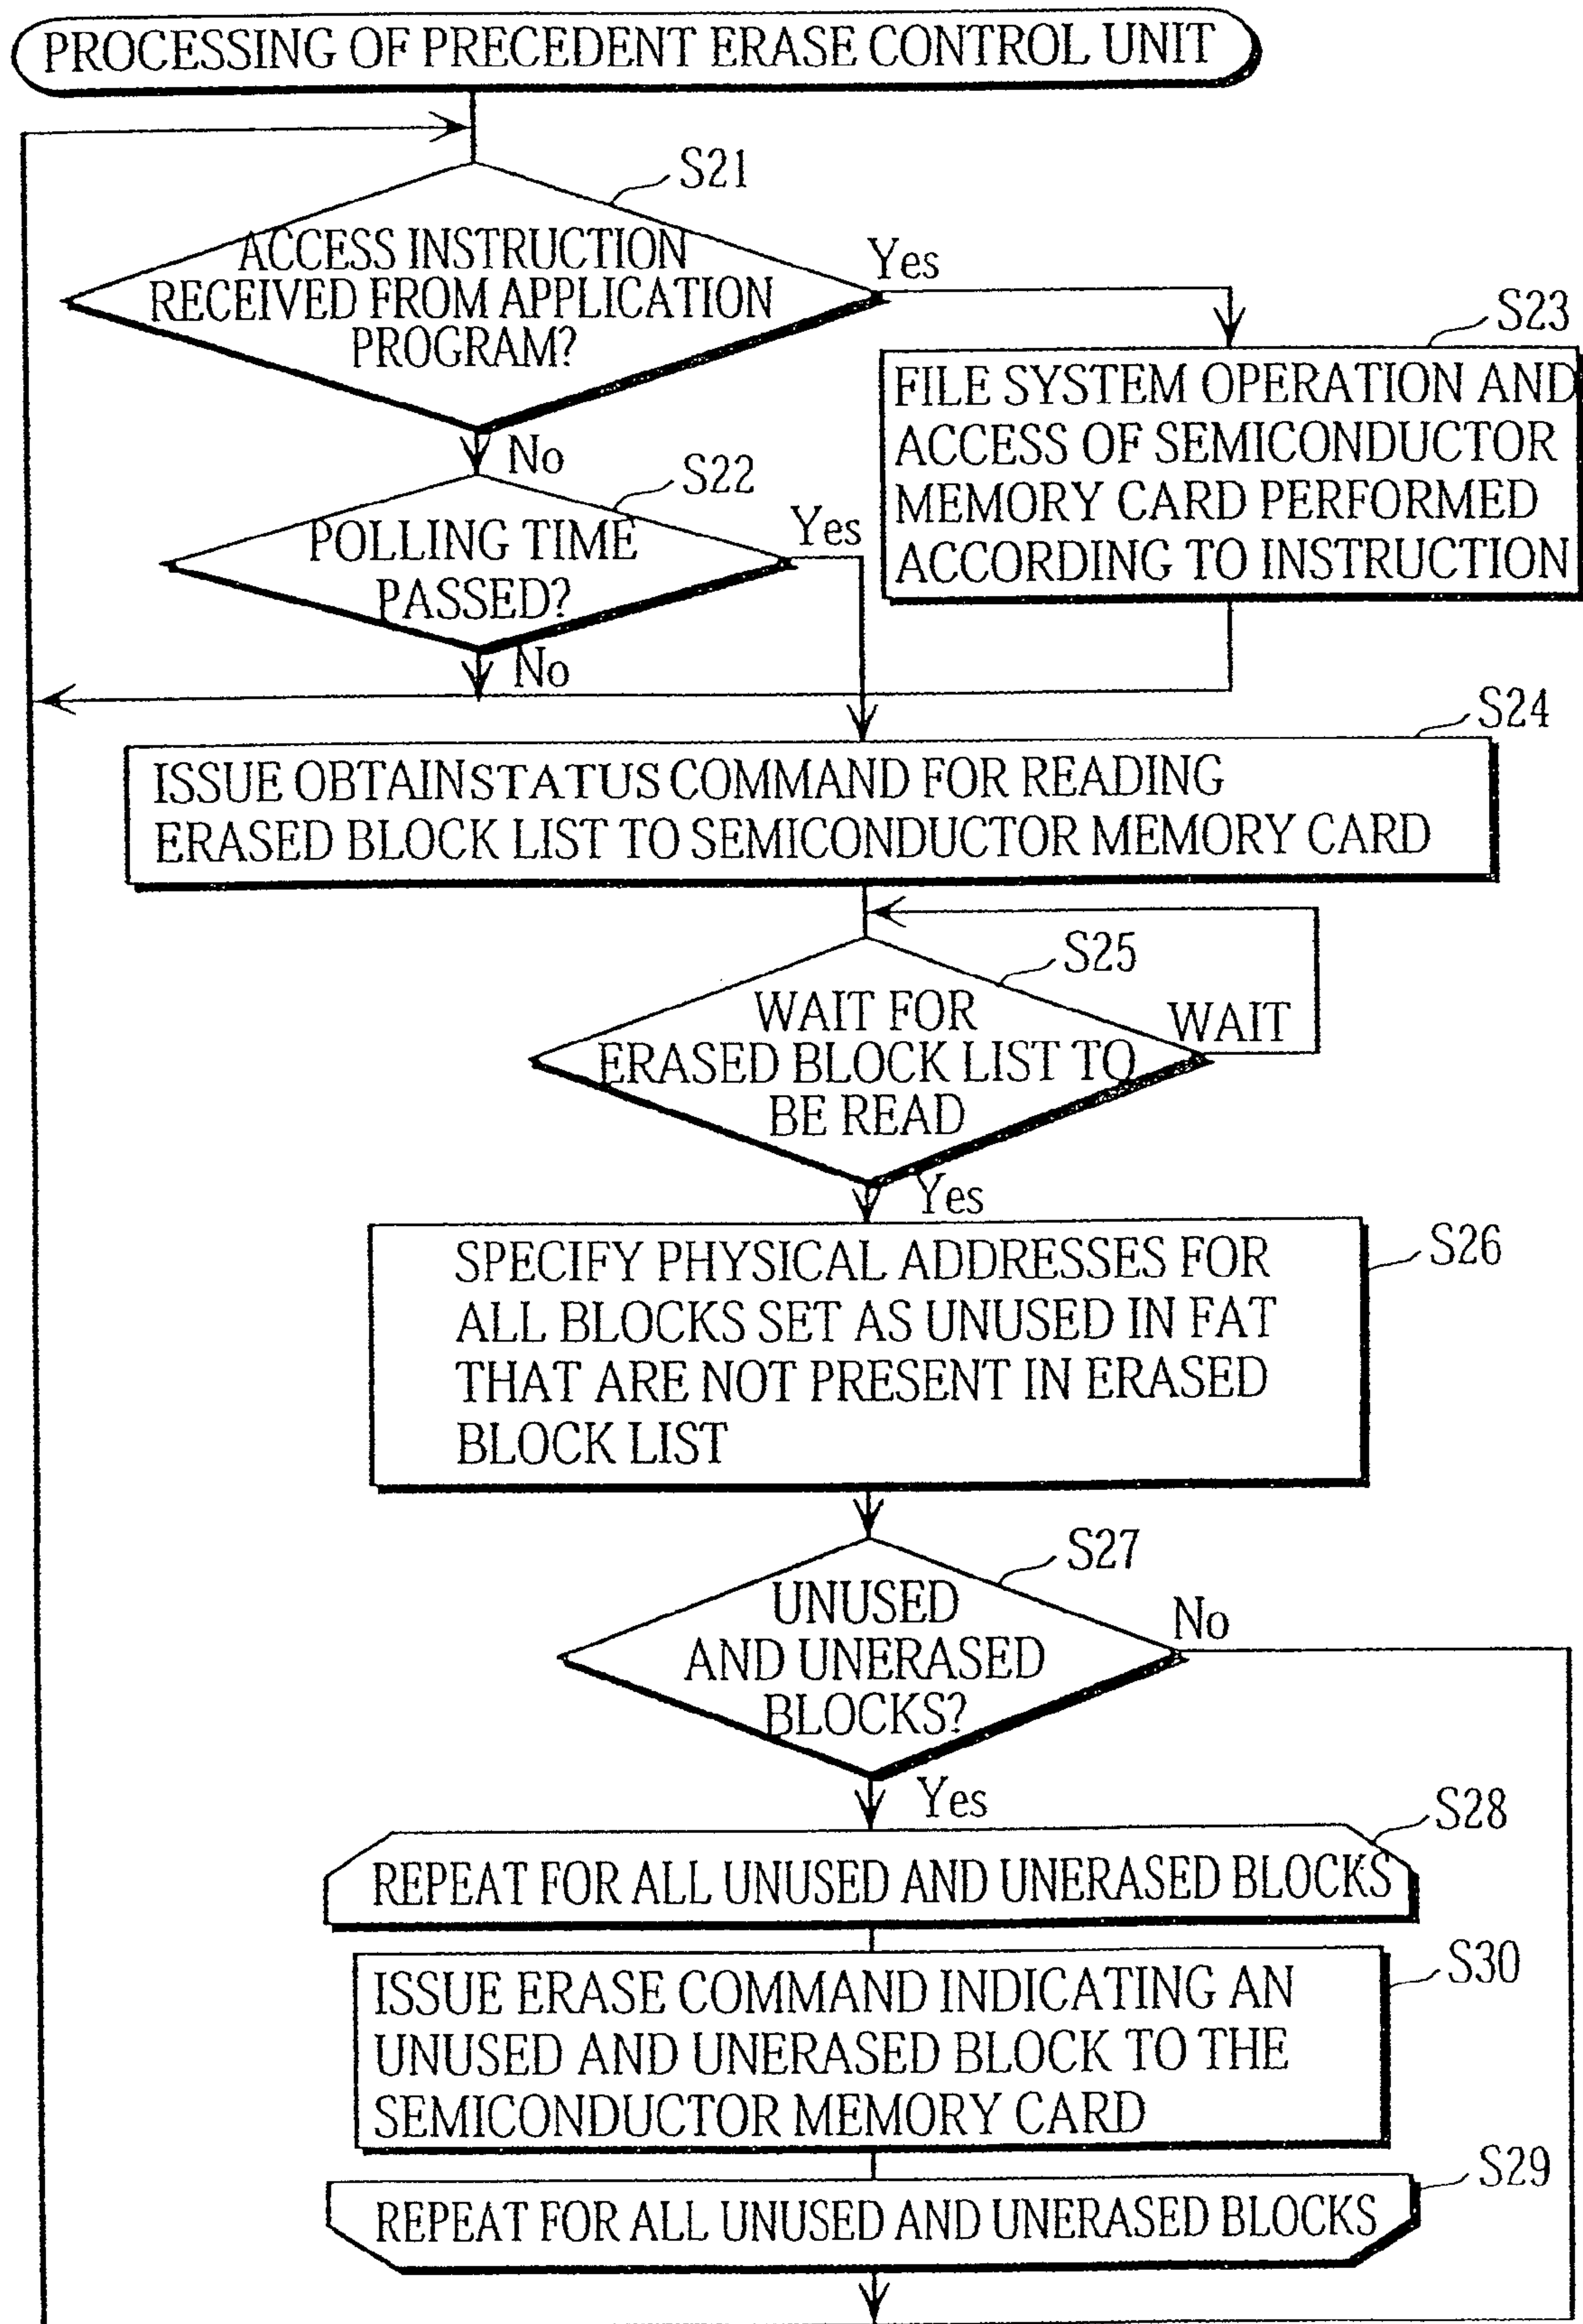 PROCESSING OF PRECEDENT ERASE CONTROL UNIT
S21
ACCESS INSTRUCTION
RECEIVED FROM APPLICATION
PROGRAM?
Yes
No
S23
FILE SYSTEM OPERATION AND
ACCESS OF SEMICONDUCTOR
MEMORY CARD PERFORMED
ACCORDING TO INSTRUCTION
S22
POLLING TIME
PASSED?
Yes
No
S24
ISSUE OBTAIN STATUS COMMAND FOR READING
ERASED BLOCK LIST TO SEMICONDUCTOR MEMORY CARD
S25
WAIT FOR
ERASED BLOCK LIST TO
BE READ
WAIT
Yes
S26
SPECIFY PHYSICAL ADDRESSES FOR
ALL BLOCKS SET AS UNUSED IN FAT
THAT ARE NOT PRESENT IN ERASED
BLOCK LIST
S27
UNUSED
AND UNERASED
BLOCKS?
No
Yes
S28
REPEAT FOR ALL UNUSED AND UNERASED BLOCKS
S30
ISSUE ERASE COMMAND INDICATING AN
UNUSED AND UNERASED BLOCK TO THE
SEMICONDUCTOR MEMORY CARD
S29
REPEAT FOR ALL UNUSED AND UNERASED BLOCKS